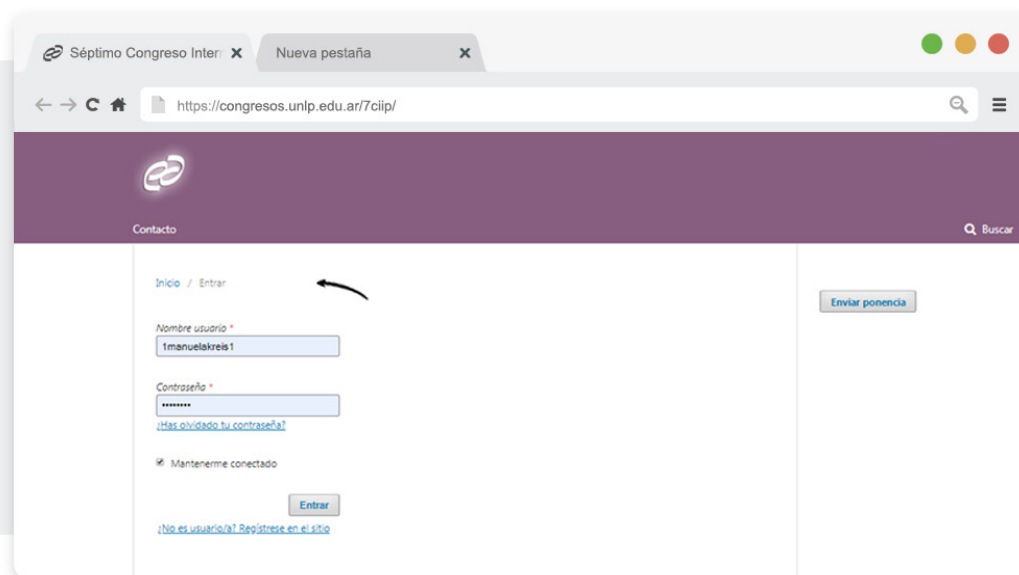 Séptimo Congreso Inter
Nueva pestaña
https://congresos.unlp.edu.ar/7ciip/
Contacto
Buscar
Inicio / Entrar
Enviar ponencia
Nombre usuario *
1manuelakreis1
Contraseña *
••••••••
¿Has olvidado tu contraseña?
Mantenerme conectado
Entrar
¿No es usuario/a? Regístrese en el sitio